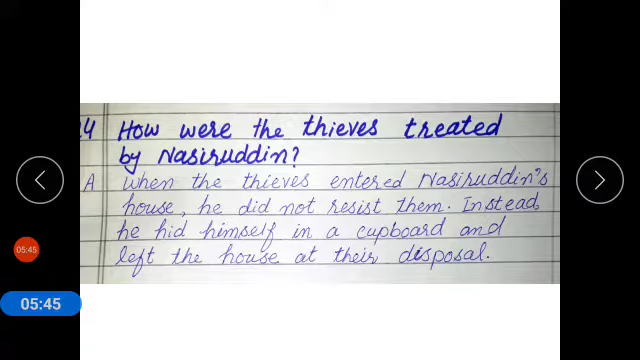 24 How were the thieves treated
by Nasiruddin?
A When the thieves entered Nasiruddin's
house, he did not resist them. Instead,
he hid himself in a cupboard and
left the house at their disposal.
05:45
05:45